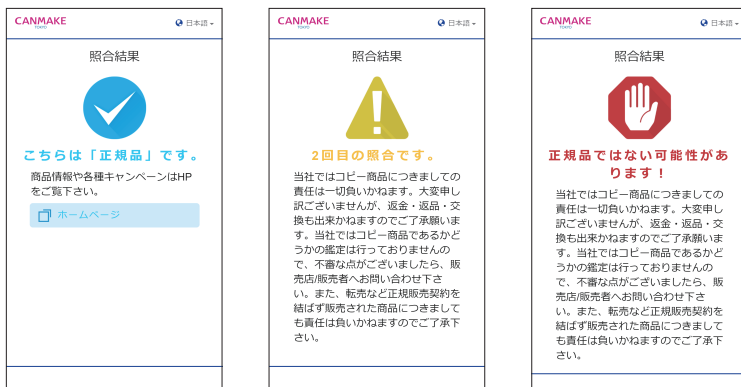 CANMAKE
TOKYO
日本語
照合結果
こちらは「正規品」です。
商品情報や各種キャンペーンはHP
をご覧下さい。
ホームページ
CANMAKE
TOKYO
日本語
照合結果
2回目の照合です。
当社ではコピー商品につきましての
責任は一切負いかねます。大変申し
訳ございませんが、返金・返品・交
換も出来かねますのでご了承願いま
す。当社ではコピー商品であるかど
うかの鑑定は行っておりませんの
で、不審な点がございましたら、販
売店/販売者へお問い合わせ下さ
い。また、転売など正規販売契約を
結ばず販売された商品につきまして
も責任は負いかねますのでご了承下
さい。
CANMAKE
TOKYO
日本語
照合結果
正規品ではない可能性があ
ります！
当社ではコピー商品につきましての
責任は一切負いかねます。大変申し
訳ございませんが、返金・返品・交
換も出来かねますのでご了承願いま
す。当社ではコピー商品であるかど
うかの鑑定は行っておりませんの
で、不審な点がございましたら、販
売店/販売者へお問い合わせ下さ
い。また、転売など正規販売契約を
結ばず販売された商品につきまして
も責任は負いかねますのでご了承下
さい。